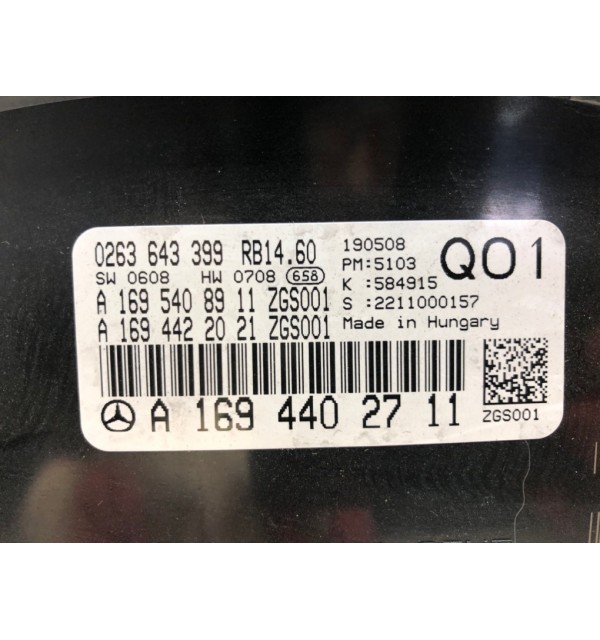 0263 643 399 RB14.60
SW 0608 HW 0708 658
A 169 540 89 11 ZGS001
A 169 442 20 21 ZGS001
190508
PM:5103
K :584915
S :2211000157
Made in Hungary
Q01
A 169 440 27 11
ZGS001